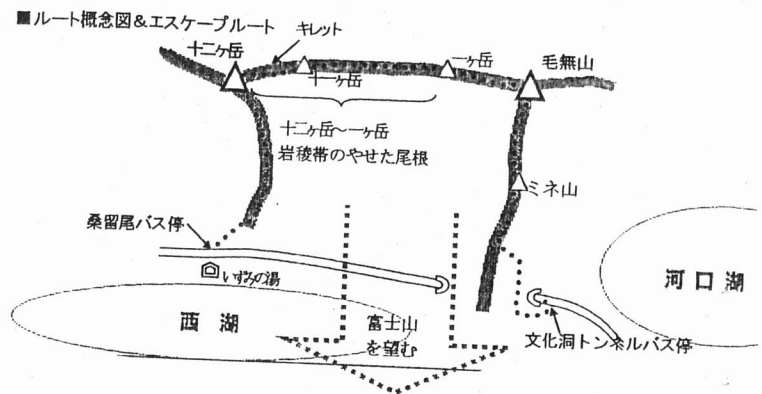 ■ルート概念図&エスケープルート
キレット
十二ヶ岳
十一ヶ岳
一ヶ岳
毛無山
十二ヶ岳～一ヶ岳
岩稜帯のやせた尾根
ミネ山
桑留尾バス停
いずみの湯
西湖
富士山
を望む
河口湖
文化洞トンネルバス停